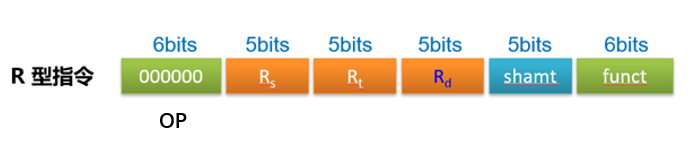 6bits 5bits 5bits 5bits 5bits 6bits
R 型指令 000000 Rs Rt Rd shamt funct
OP